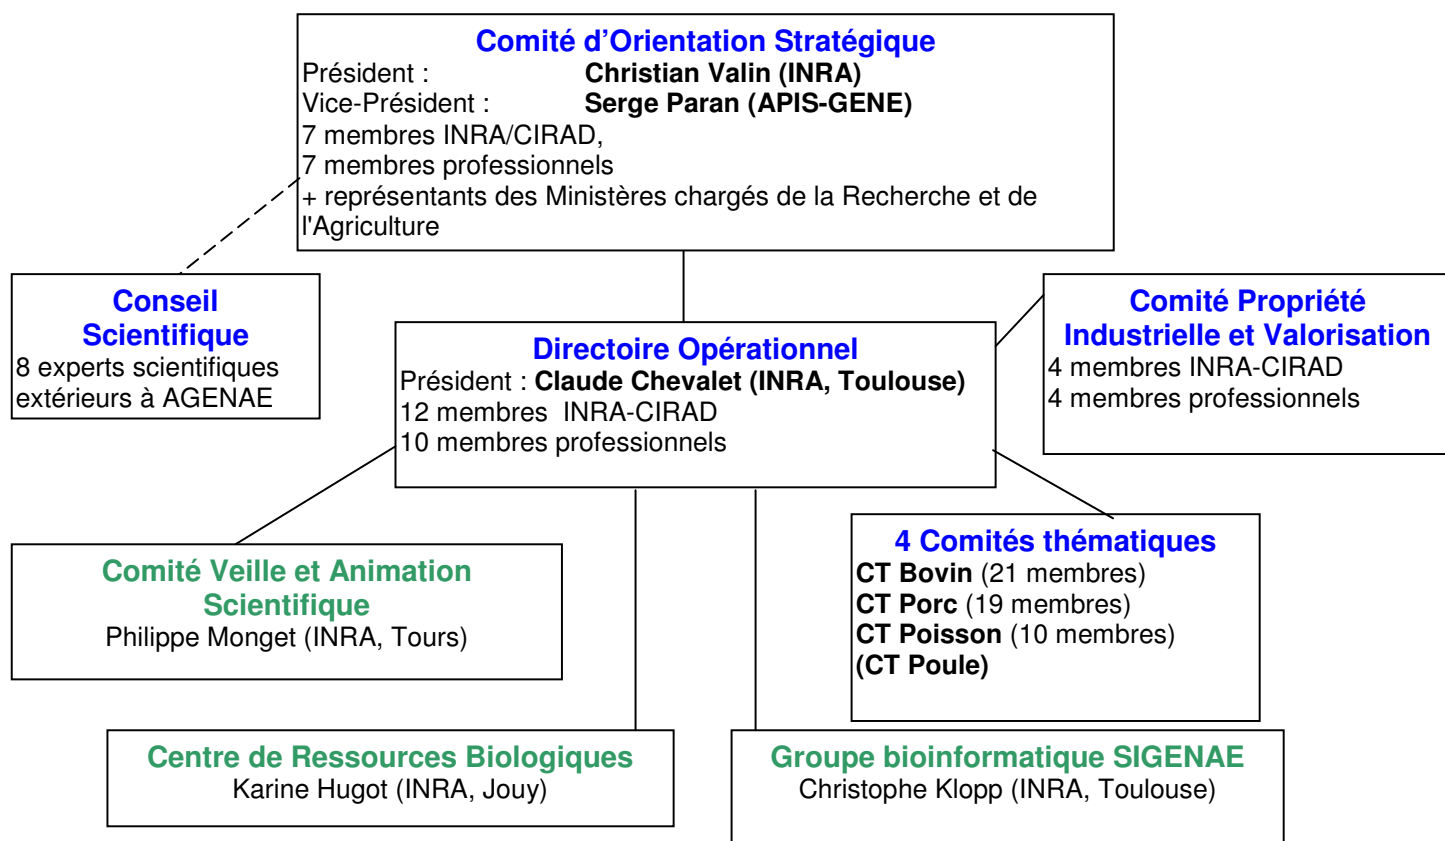 Comité d’Orientation Stratégique
Président : Christian Valin (INRA)
Vice-Président : Serge Paran (APIS-GENE)
7 membres INRA/CIRAD,
7 membres professionnels
+ représentants des Ministères chargés de la Recherche et de
l'Agriculture
Conseil
Scientifique
8 experts scientifiques
extérieurs à AGENAE
Directoire Opérationnel
Président : Claude Chevalet (INRA, Toulouse)
12 membres INRA-CIRAD
10 membres professionnels
Comité Propriété
Industrielle et Valorisation
4 membres INRA-CIRAD
4 membres professionnels
Comité Veille et Animation
Scientifique
Philippe Monget (INRA, Tours)
4 Comités thématiques
CT Bovin (21 membres)
CT Porc (19 membres)
CT Poisson (10 membres)
(CT Poule)
Centre de Ressources Biologiques
Karine Hugot (INRA, Jouy)
Groupe bioinformatique SIGENAE
Christophe Klopp (INRA, Toulouse)